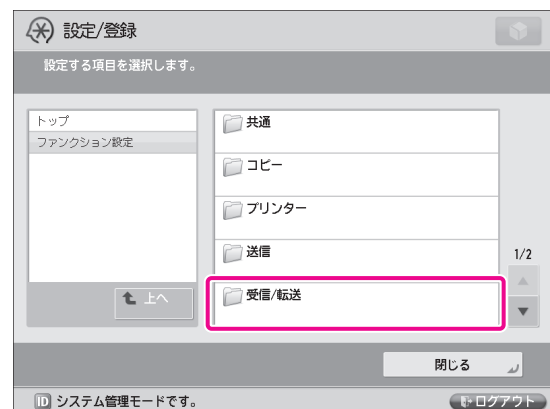 設定/登録
設定する項目を選択します。
トップ
ファンクション設定
上へ
共通
コピー
プリンター
送信
受信/転送
1/2
閉じる
ID システム管理モードです。
ログアウト